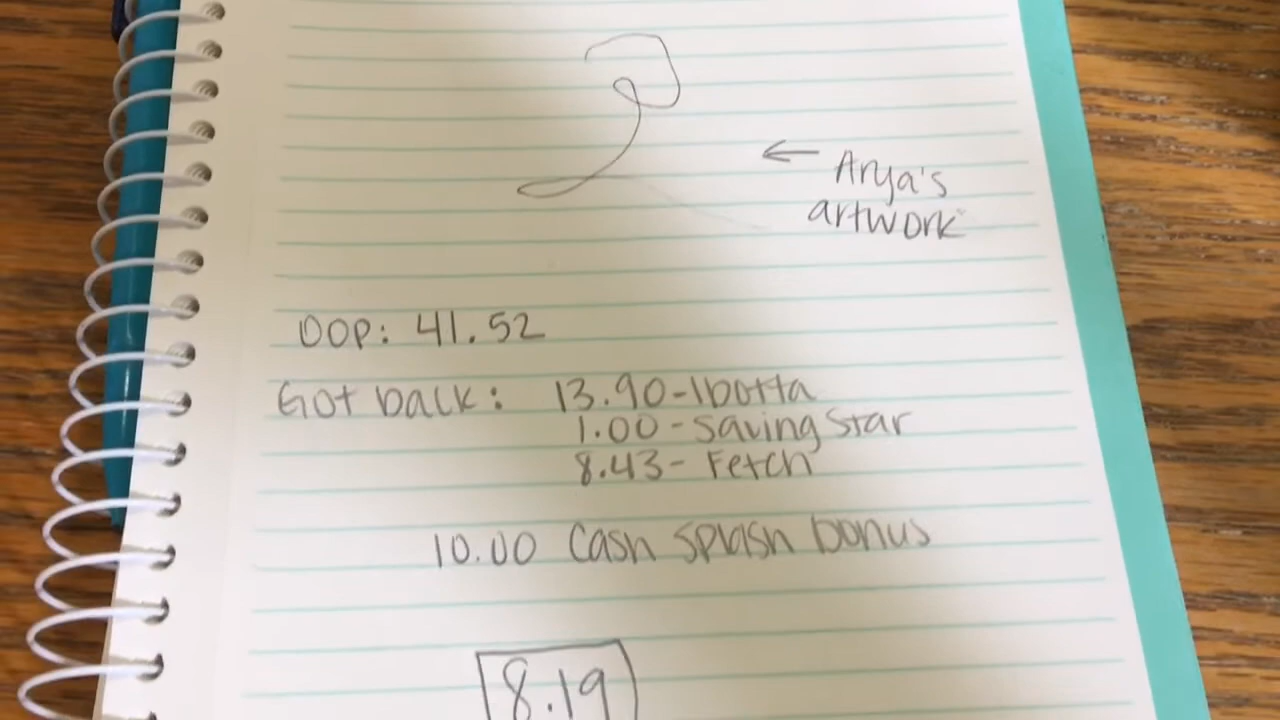 ← Arya's
artwork
OOP: 41.52
Got back: 13.90-Ibotta
1.00-Saving Star
8.43-Fetch
10.00 Cash splash bonus
8.19